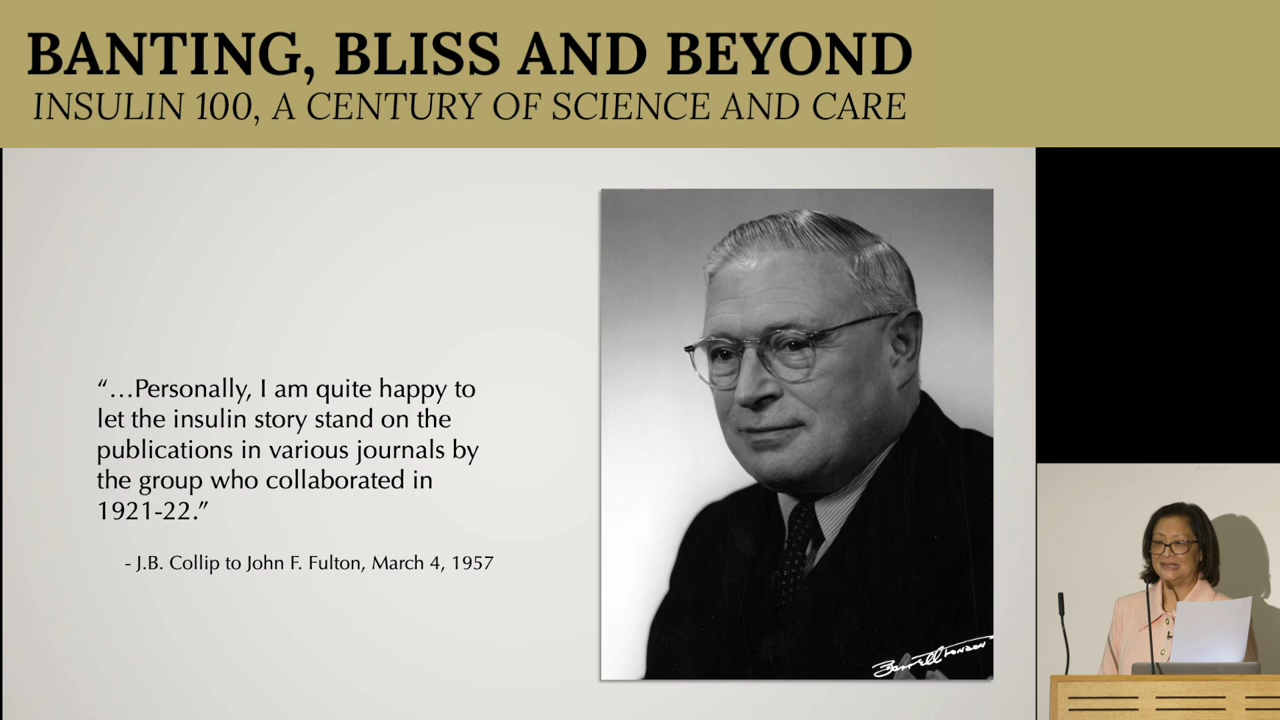 BANTING, BLISS AND BEYOND
INSULIN 100, A CENTURY OF SCIENCE AND CARE
“…Personally, I am quite happy to
let the insulin story stand on the
publications in various journals by
the group who collaborated in
1921-22.”
- J.B. Collip to John F. Fulton, March 4, 1957